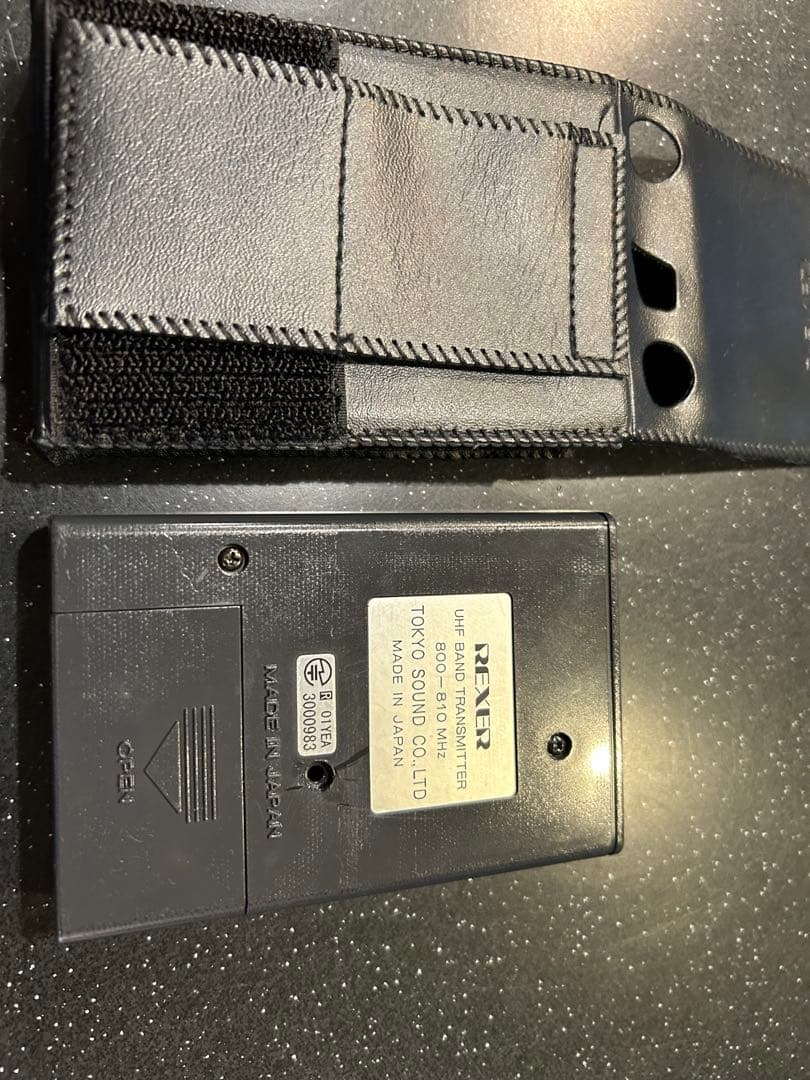 REXER
UHF BAND TRANSMITTER
800-810 MHz
TOKYO SOUND CO.,LTD
MADE IN JAPAN
R 01YEA
3000983
MADE IN JAPAN
OPEN